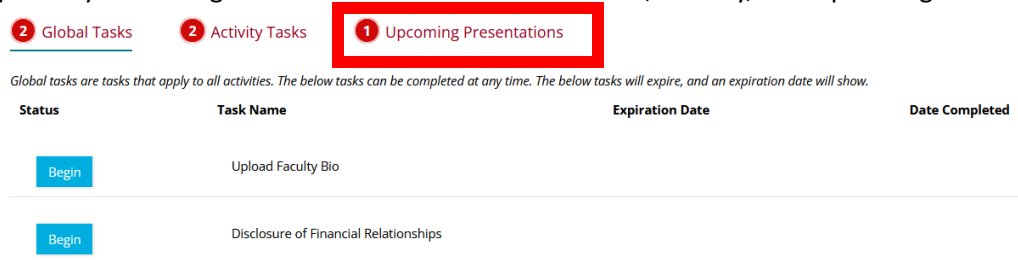 2 Global Tasks 2 Activity Tasks 1 Upcoming Presentations
Global tasks are tasks that apply to all activities. The below tasks can be completed at any time. The below tasks will expire, and an expiration date will show.
Status Task Name Expiration Date Date Completed
Begin Upload Faculty Bio
Begin Disclosure of Financial Relationships